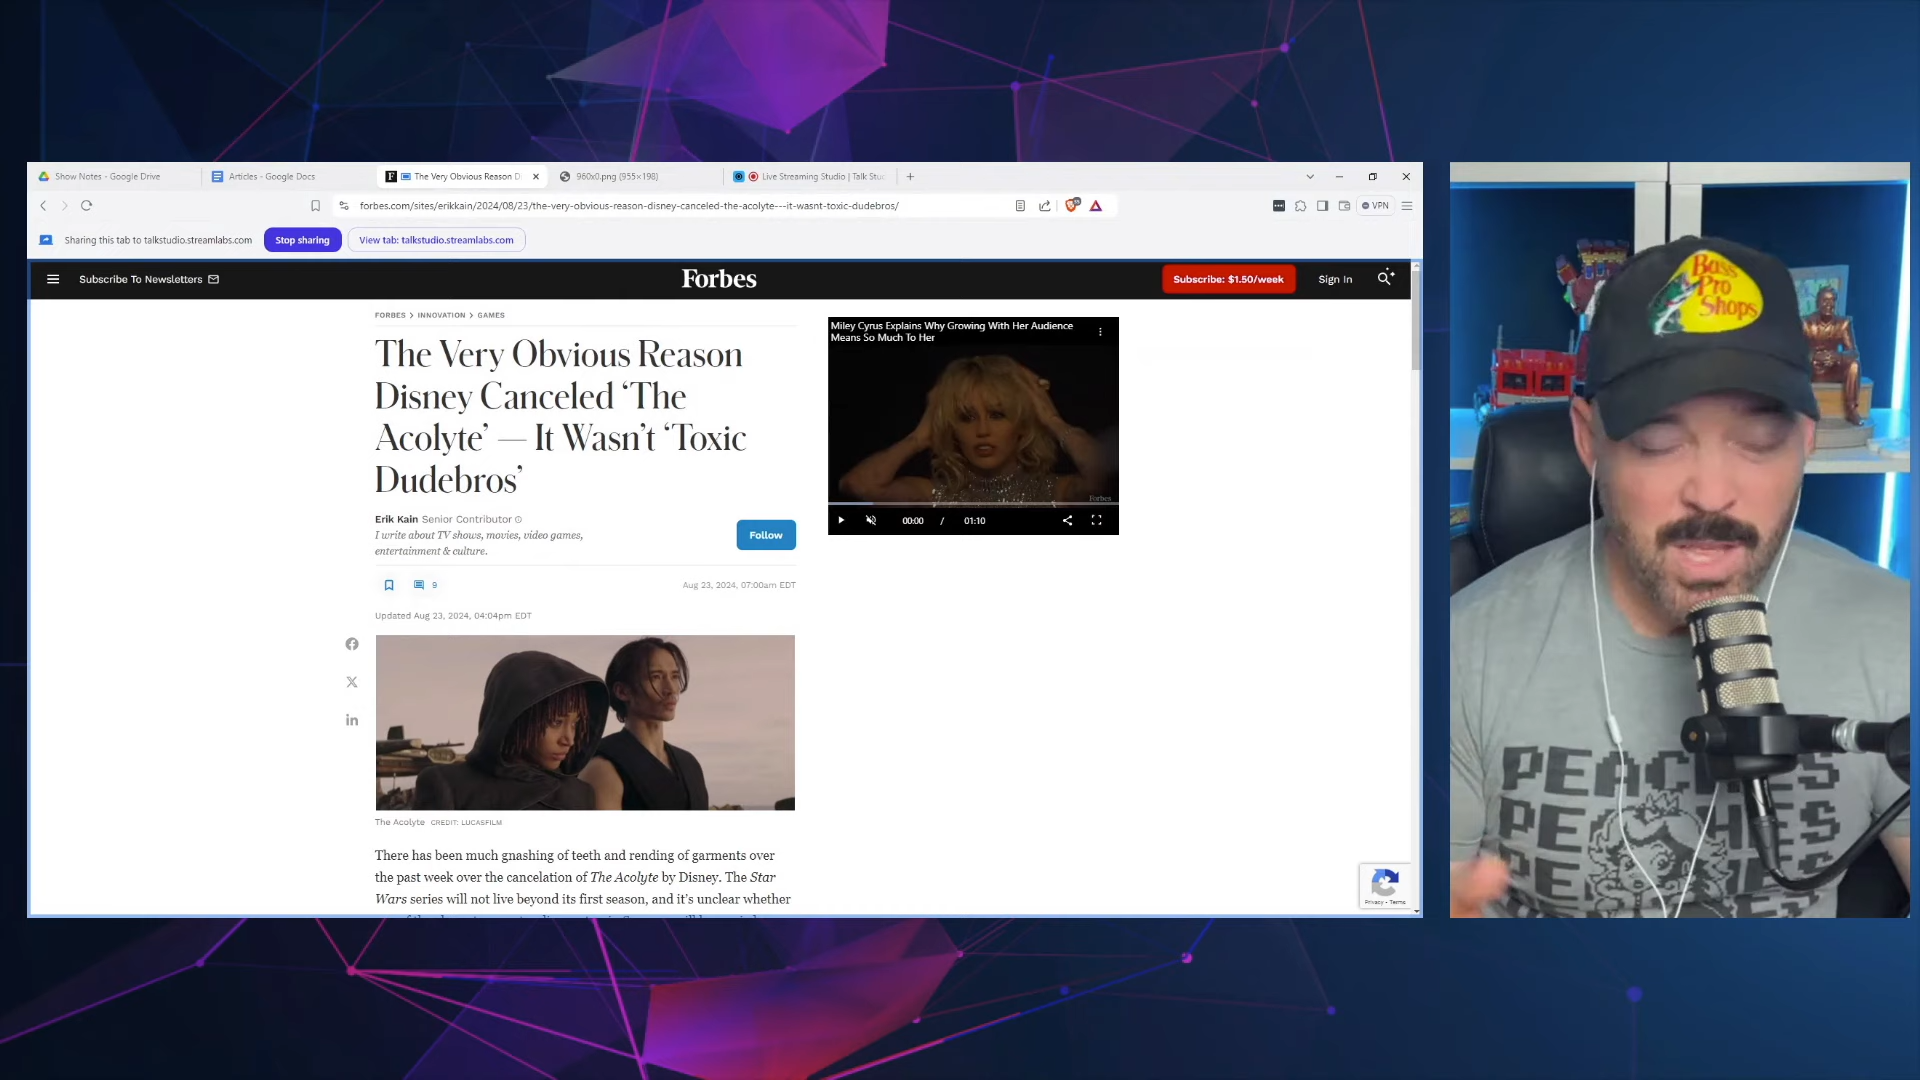 Show Notes - Google Drive
Articles - Google Docs
The Very Obvious Reason D
960x0.png (955×198)
Live Streaming Studio | Talk Stu
forbes.com/sites/erikkain/2024/08/23/the-very-obvious-reason-disney-canceled-the-acolyte---it-wasnt-toxic-dudebros/
VPN
Sharing this tab to talkstudio.streamlabs.com
Stop sharing
View tab: talkstudio.streamlabs.com
Subscribe To Newsletters
Forbes
Subscribe: $1.50/week
Sign In
FORBES > INNOVATION > GAMES
The Very Obvious Reason
Disney Canceled ‘The
Acolyte’ — It Wasn’t ‘Toxic
Dudebros’
Erik Kain Senior Contributor
I write about TV shows, movies, video games,
entertainment & culture.
Follow
9
Aug 23, 2024, 07:00am EDT
Updated Aug 23, 2024, 04:04pm EDT
The Acolyte CREDIT: LUCASFILM
There has been much gnashing of teeth and rending of garments over
the past week over the cancelation of The Acolyte by Disney. The Star
Wars series will not live beyond its first season, and it’s unclear whether
Miley Cyrus Explains Why Growing With Her Audience
Means So Much To Her
Forbes
00:00 / 01:10
Privacy - Terms
Bass
Pro
Shops
PEACHES